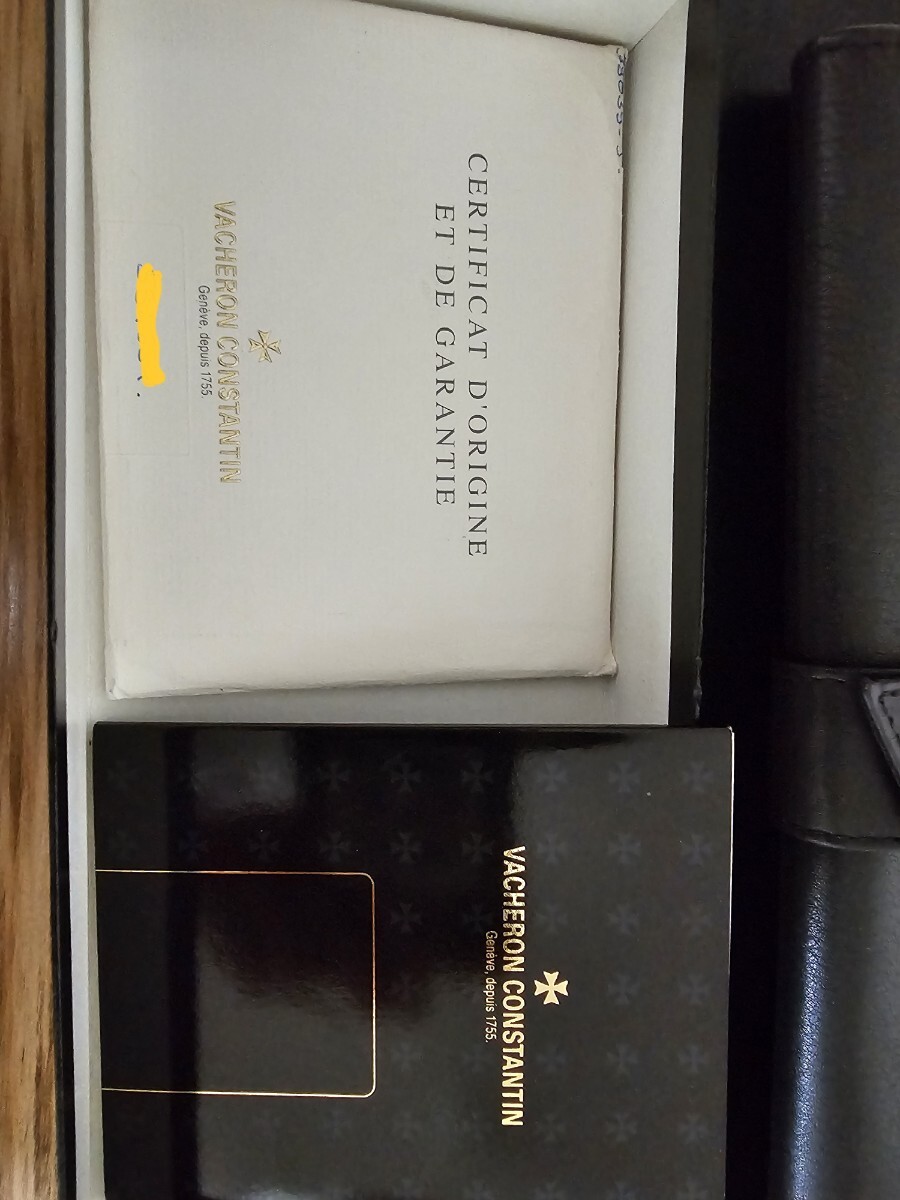 CERTIFICAT D'ORIGINE
ET DE GARANTIE
VACHERON CONSTANTIN
Genève, depuis 1755.
VACHERON CONSTANTIN
Genève, depuis 1755.